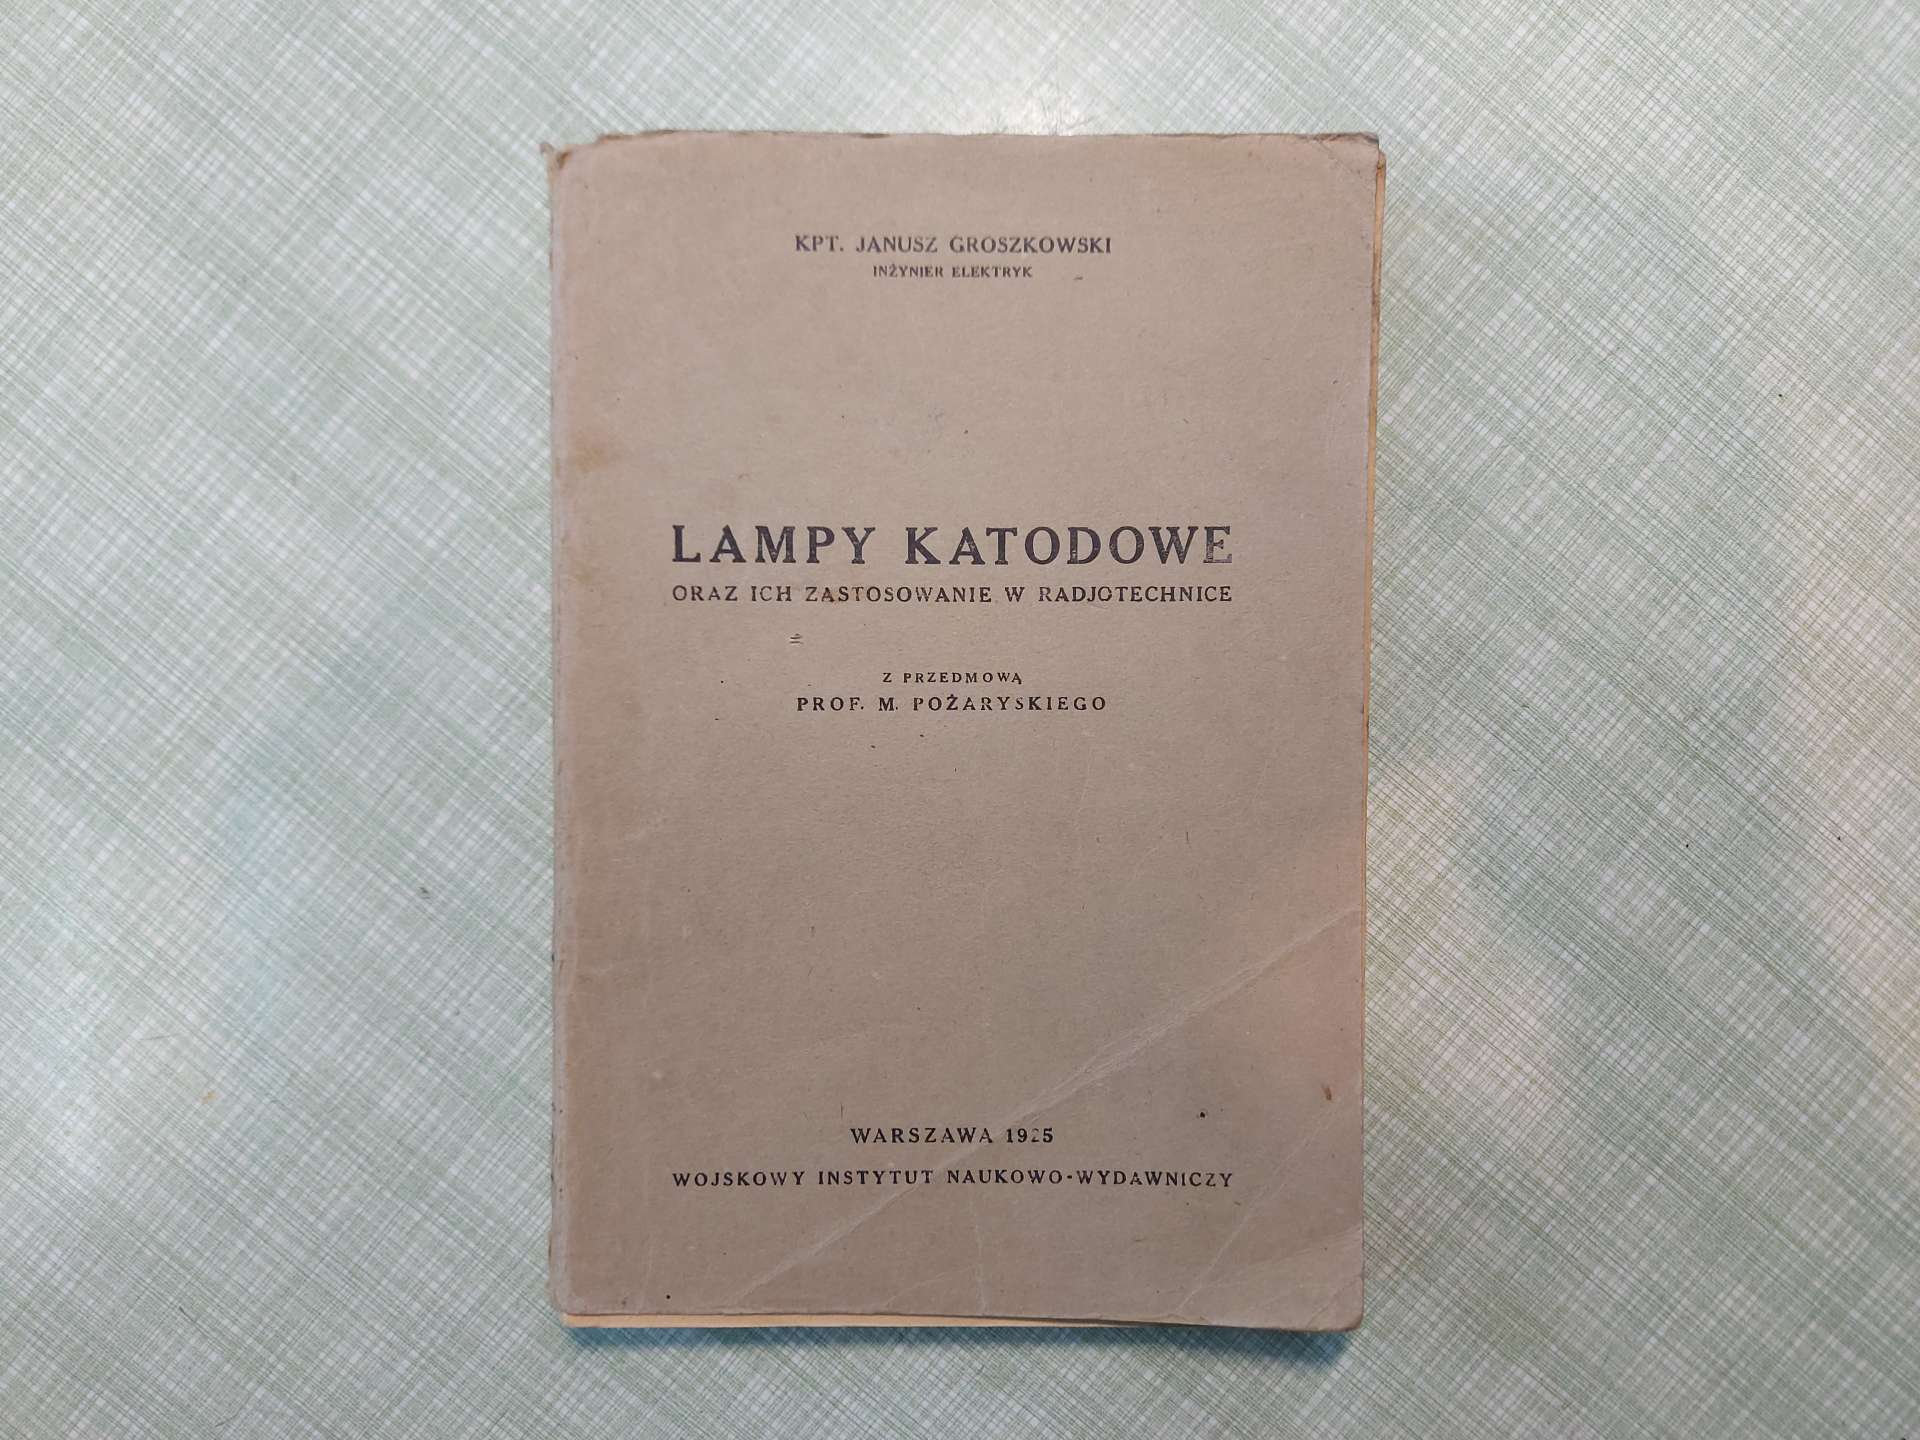 KPT. JANUSZ GROSZKOWSKI
INŻYNIER ELEKTRYK
LAMPY KATODOWE
ORAZ ICH ZASTOSOWANIE W RADJOTECHNICE
Z PRZEDMOWĄ
PROF. M. POŻARYSKIEGO
WARSZAWA 1925
WOJSKOWY INSTYTUT NAUKOWO-WYDAWNICZY